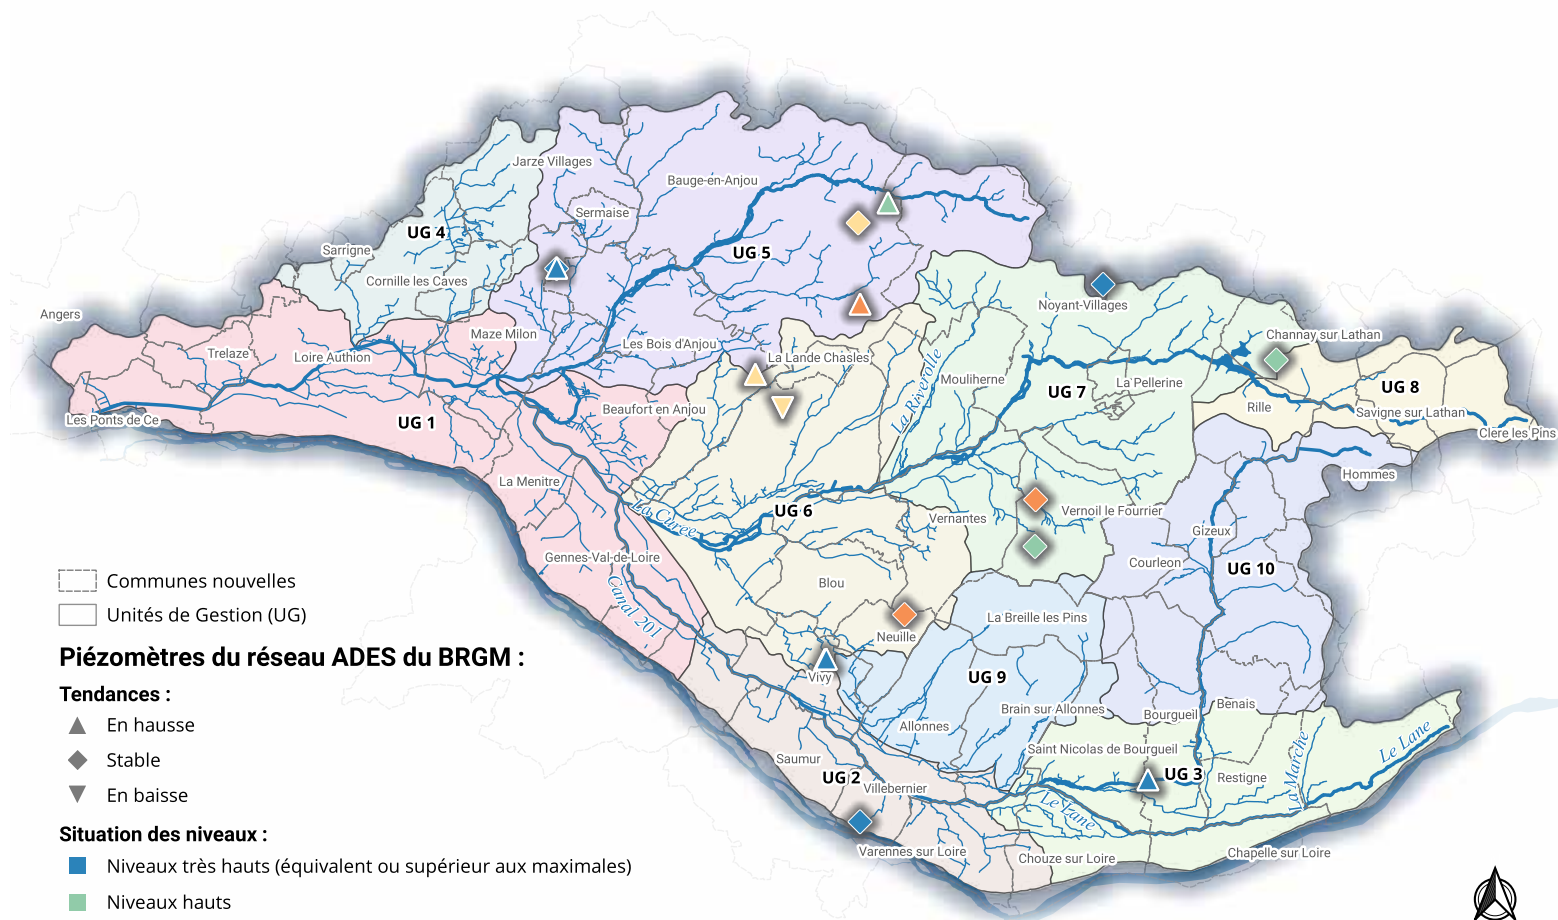 Jarze Villages
Bauge-en-Anjou
Sermaise
UG 4
Sarrigne
UG 5
Cornille les Caves
Angers
Noyant-Villages
Maze Milon
Channay sur Lathan
Trelaze
Loire Authion
Les Bois d'Anjou
La Lande Chasles
La Riverolle
Mouliherne
La Pellerine
UG 7
UG 8
Rille
Savigne sur Lathan
Les Ponts de Ce
UG 1
Beaufort en Anjou
Clere les Pins
Hommes
La Menitre
La Curee
UG 6
Vernantes
Vernoil le Fourrier
Gizeux
Gennes-Val-de-Loire
Courleon
UG 10
Canal 201
Blou
La Breille les Pins
Neuille
Vivy
UG 9
Brain sur Allonnes
Benais
Bourgueil
Allonnes
Saint Nicolas de Bourgueil
La Marche
Le Lane
Saumur
UG 2
Villebernier
UG 3
Restigne
Le Lane
Varennes sur Loire
Chouze sur Loire
Chapelle sur Loire
Communes nouvelles
Unités de Gestion (UG)
Piézomètres du réseau ADES du BRGM :
Tendances :
En hausse
Stable
En baisse
Situation des niveaux :
Niveaux très hauts (équivalent ou supérieur aux maximales)
Niveaux hauts